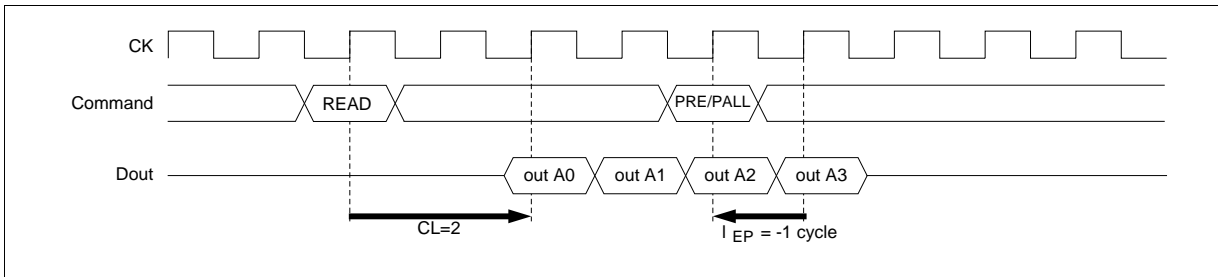 CK
Command READ PRE/PALL
Dout out A0 out A1 out A2 out A3
CL=2 l EP = -1 cycle